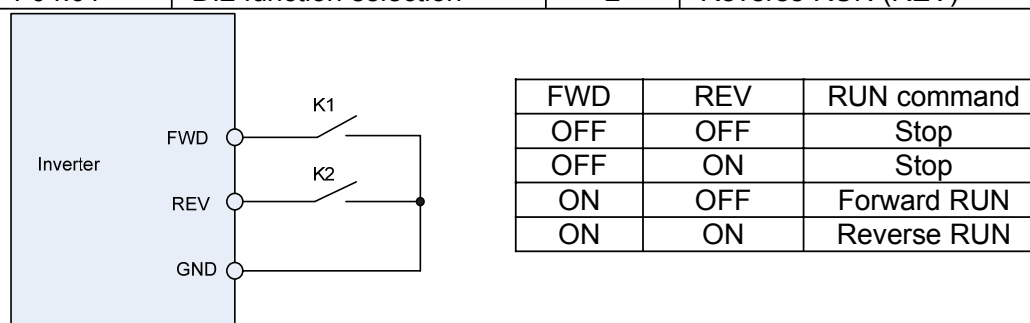 FWD REV RUN command
OFF OFF Stop
OFF ON Stop
ON OFF Forward RUN
ON ON Reverse RUN
K1
FWD
Inverter
K2
REV
GND